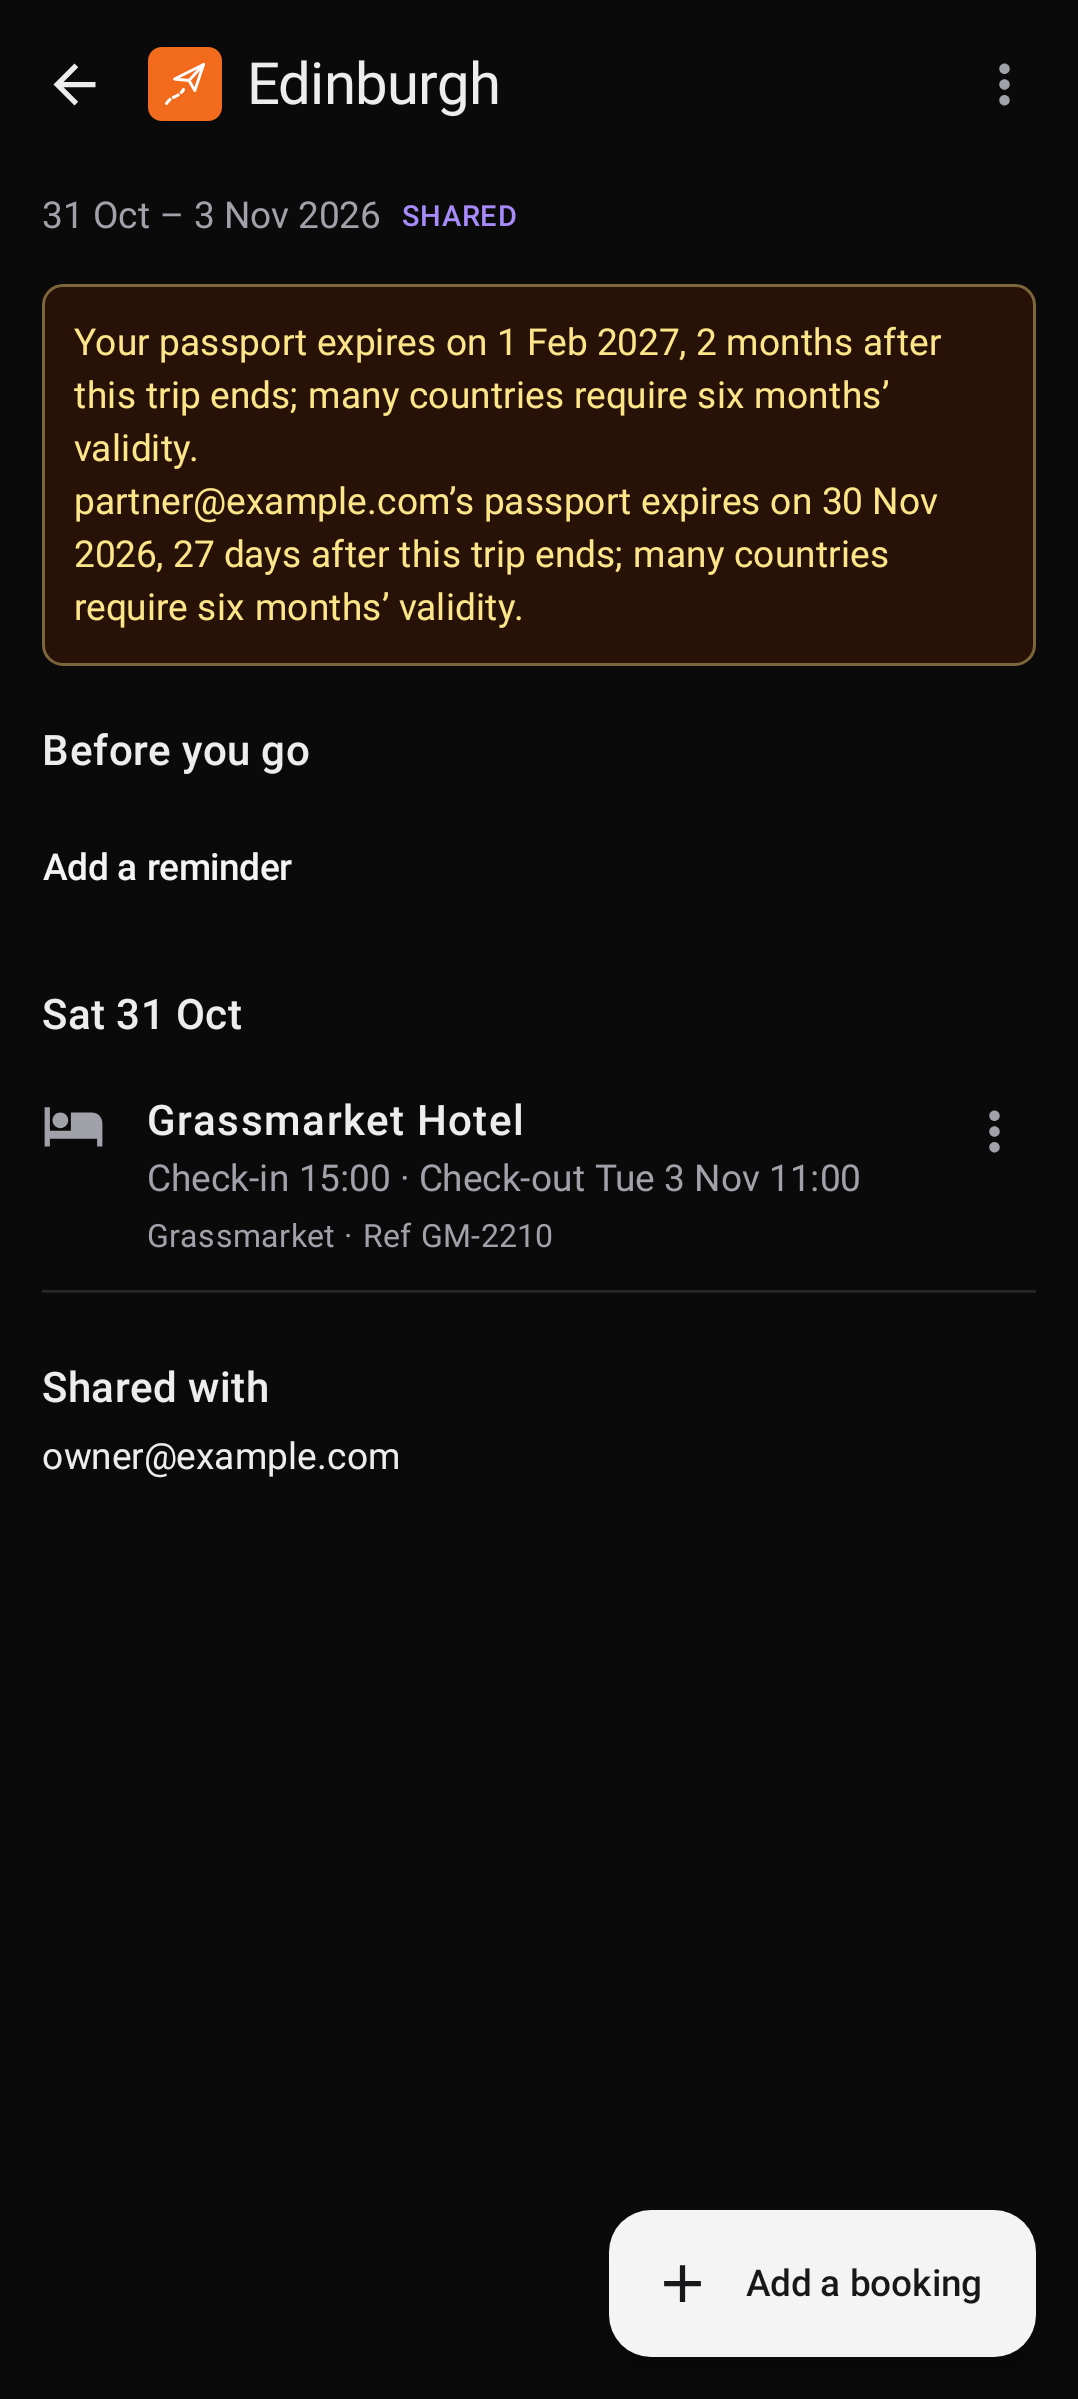 Edinburgh
31 Oct – 3 Nov 2026 SHARED
Your passport expires on 1 Feb 2027, 2 months after
this trip ends; many countries require six months’
validity.
partner@example.com’s passport expires on 30 Nov
2026, 27 days after this trip ends; many countries
require six months’ validity.
Before you go
Add a reminder
Sat 31 Oct
Grassmarket Hotel
Check-in 15:00 · Check-out Tue 3 Nov 11:00
Grassmarket · Ref GM-2210
Shared with
owner@example.com
Add a booking